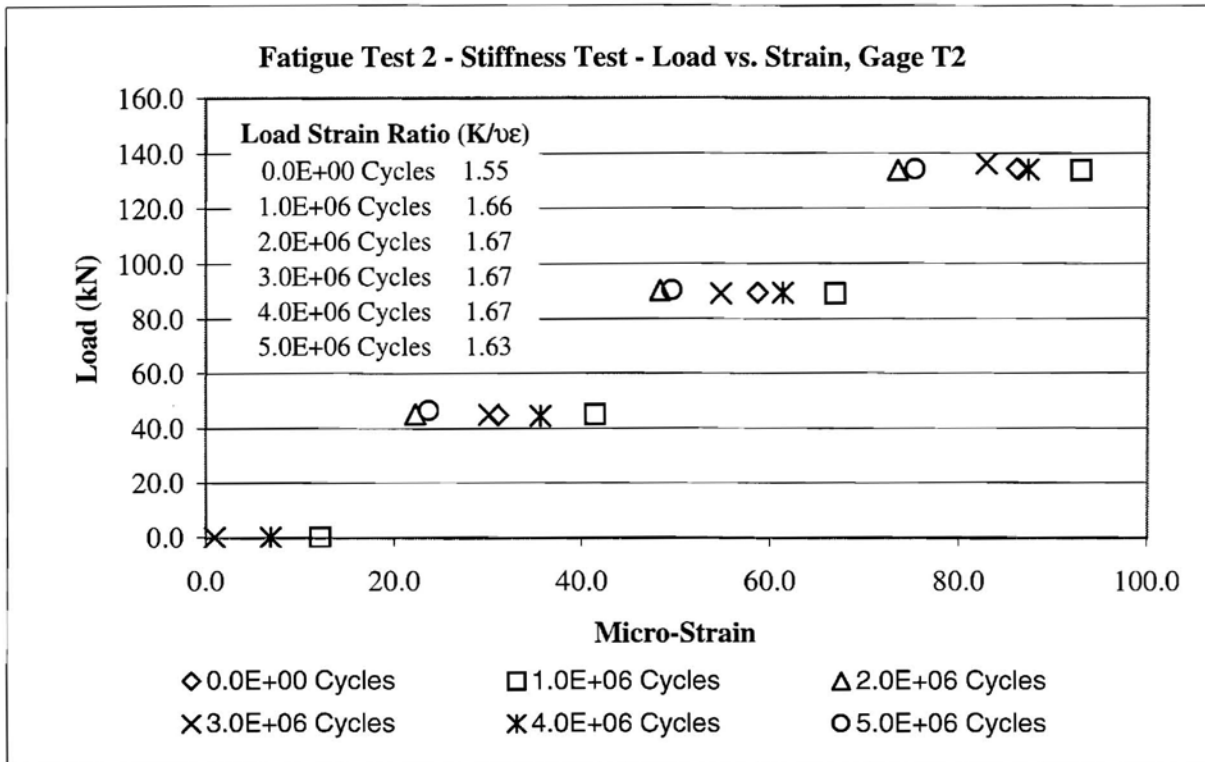 Fatigue Test 2 - Stiffness Test - Load vs. Strain, Gage T2
160.0
140.0
120.0
100.0
80.0
60.0
40.0
20.0
0.0
Load (kN)
Load Strain Ratio (K/υε)
0.0E+00 Cycles 1.55
1.0E+06 Cycles 1.66
2.0E+06 Cycles 1.67
3.0E+06 Cycles 1.67
4.0E+06 Cycles 1.67
5.0E+06 Cycles 1.63
0.0 20.0 40.0 60.0 80.0 100.0
Micro-Strain
0.0E+00 Cycles 1.0E+06 Cycles 2.0E+06 Cycles
3.0E+06 Cycles 4.0E+06 Cycles 5.0E+06 Cycles